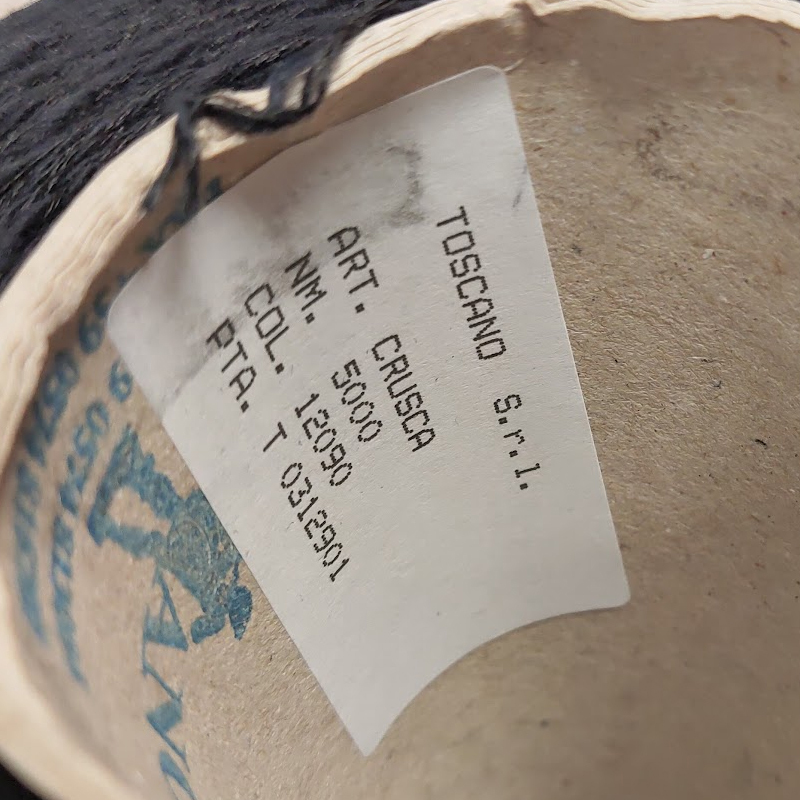 TOSCANO S.r.l.
ART. CRUSCA
NM. 5000
COL. 12090
PTA. T 0312901